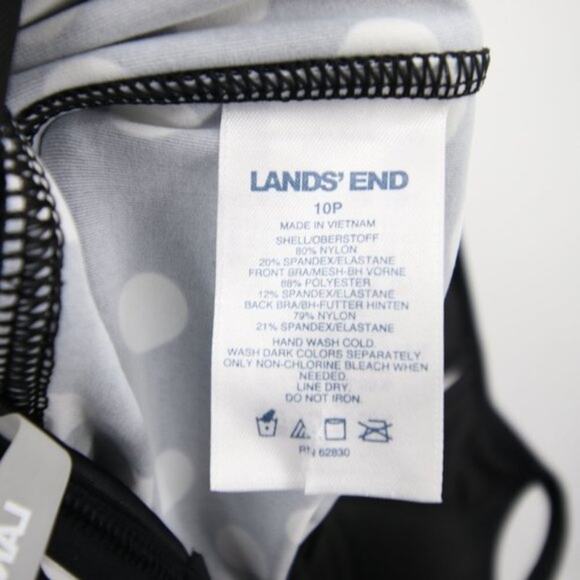 LANDS' END
10P
MADE IN VIETNAM
SHELL/OBERSTOFF
80% NYLON
20% SPANDEX/ELASTANE
FRONT BRA/MESH-BH VORNE
88% POLYESTER
12% SPANDEX/ELASTANE
BACK BRA/BH-FUTTER HINTEN
79% NYLON
21% SPANDEX/ELASTANE
HAND WASH COLD.
WASH DARK COLORS SEPARATELY
ONLY NON-CHLORINE BLEACH WHEN
NEEDED.
LINE DRY.
DO NOT IRON.
RN 62830